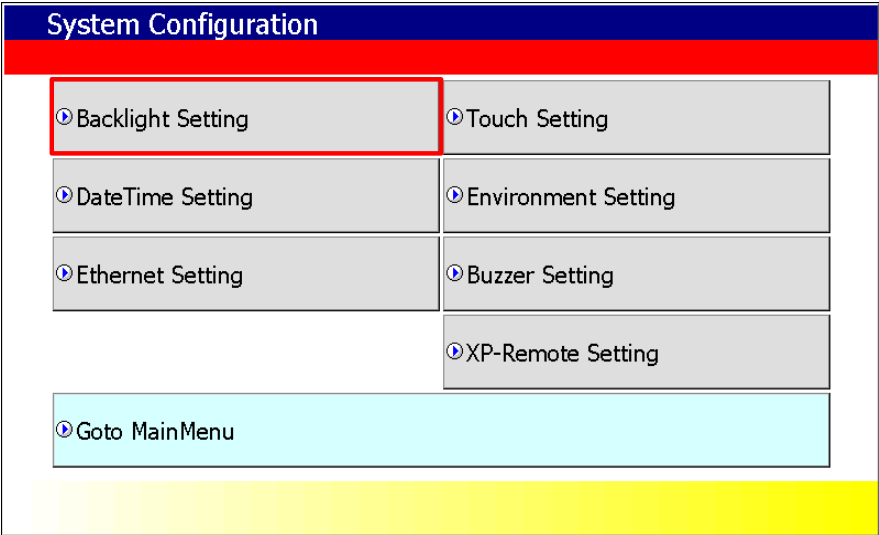 System Configuration
Backlight Setting
Touch Setting
DateTime Setting
Environment Setting
Ethernet Setting
Buzzer Setting
XP-Remote Setting
Goto MainMenu